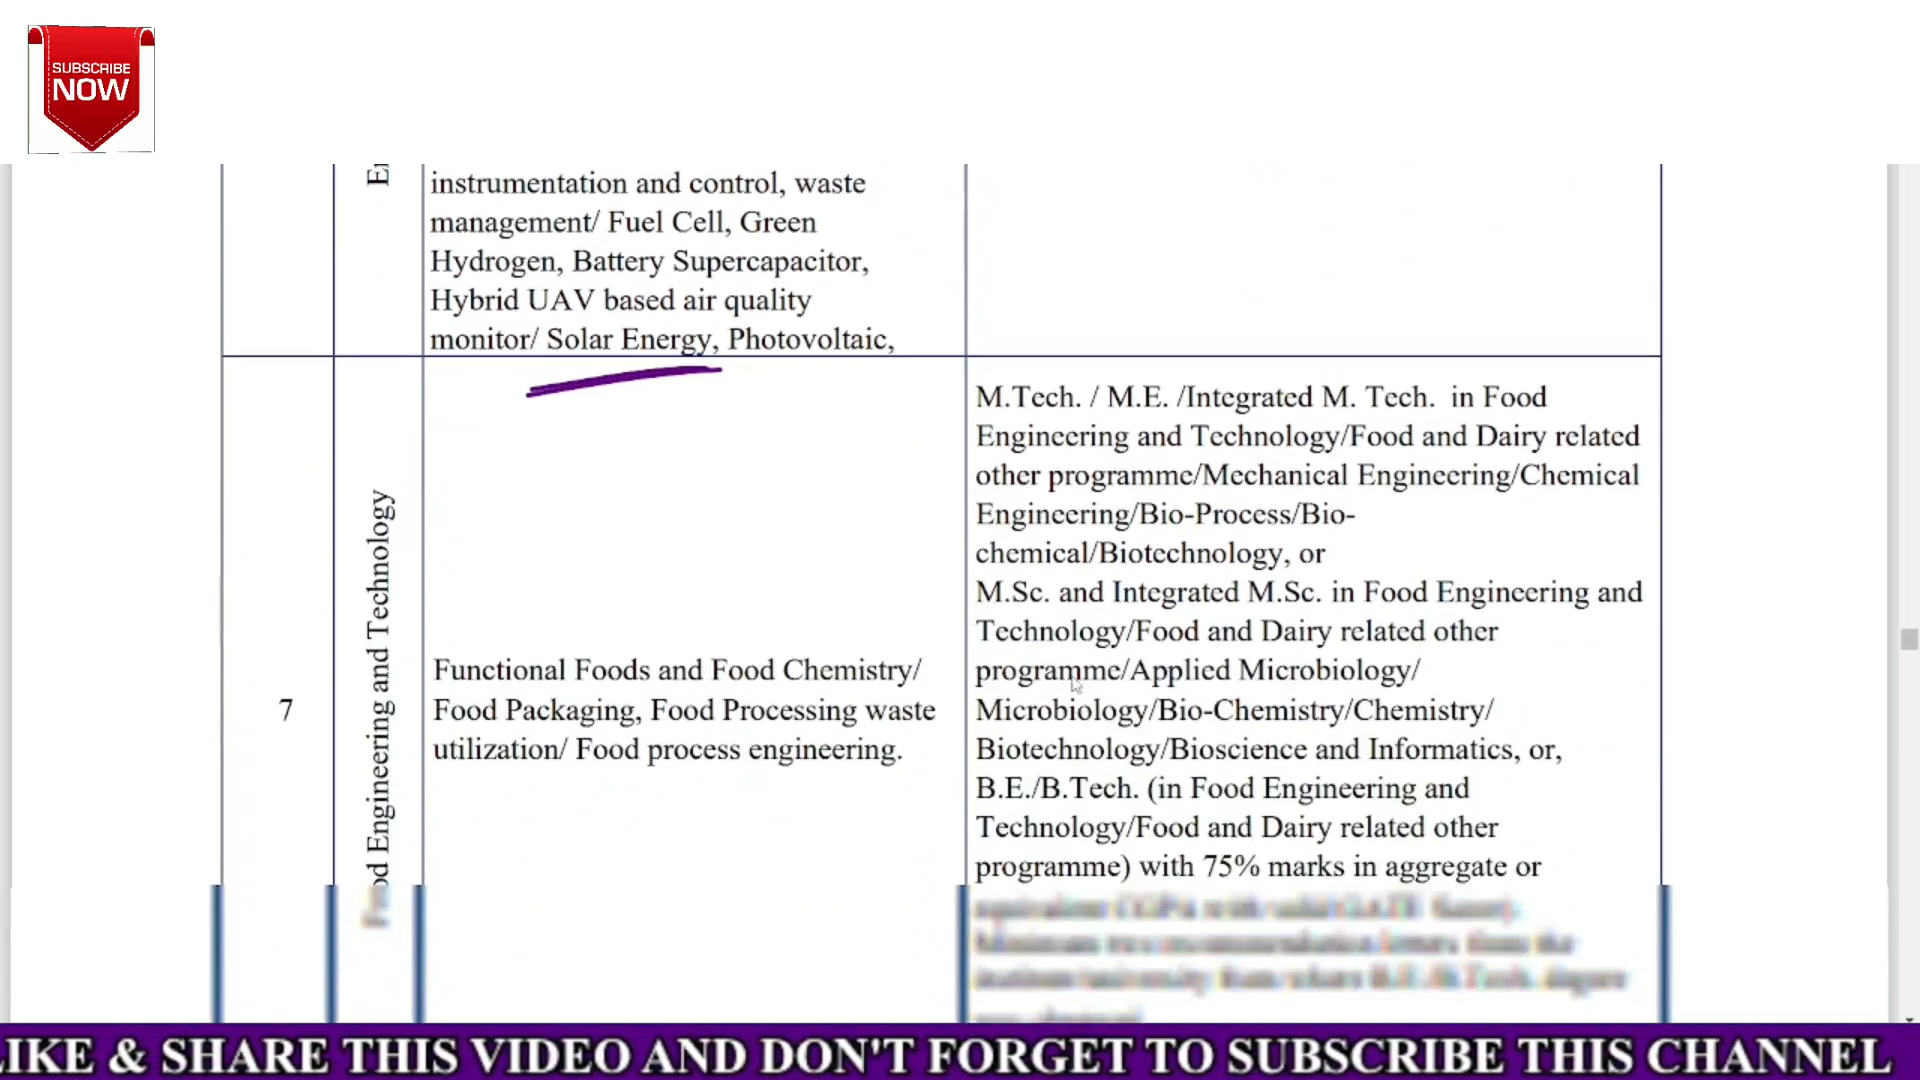 SUBSCRIBE
NOW
instrumentation and control, waste
management/ Fuel Cell, Green
Hydrogen, Battery Supercapacitor,
Hybrid UAV based air quality
monitor/ Solar Energy, Photovoltaic,
7
Food Engineering and Technology
Functional Foods and Food Chemistry/
Food Packaging, Food Processing waste
utilization/ Food process engineering.
M.Tech. / M.E. /Integrated M. Tech. in Food
Engineering and Technology/Food and Dairy related
other programme/Mechanical Engineering/Chemical
Engineering/Bio-Process/Bio-
chemical/Biotechnology, or
M.Sc. and Integrated M.Sc. in Food Engineering and
Technology/Food and Dairy related other
programme/Applied Microbiology/
Microbiology/Bio-Chemistry/Chemistry/
Biotechnology/Bioscience and Informatics, or,
B.E./B.Tech. (in Food Engineering and
Technology/Food and Dairy related other
programme) with 75% marks in aggregate or
LIKE & SHARE THIS VIDEO AND DON'T FORGET TO SUBSCRIBE THIS CHANNEL